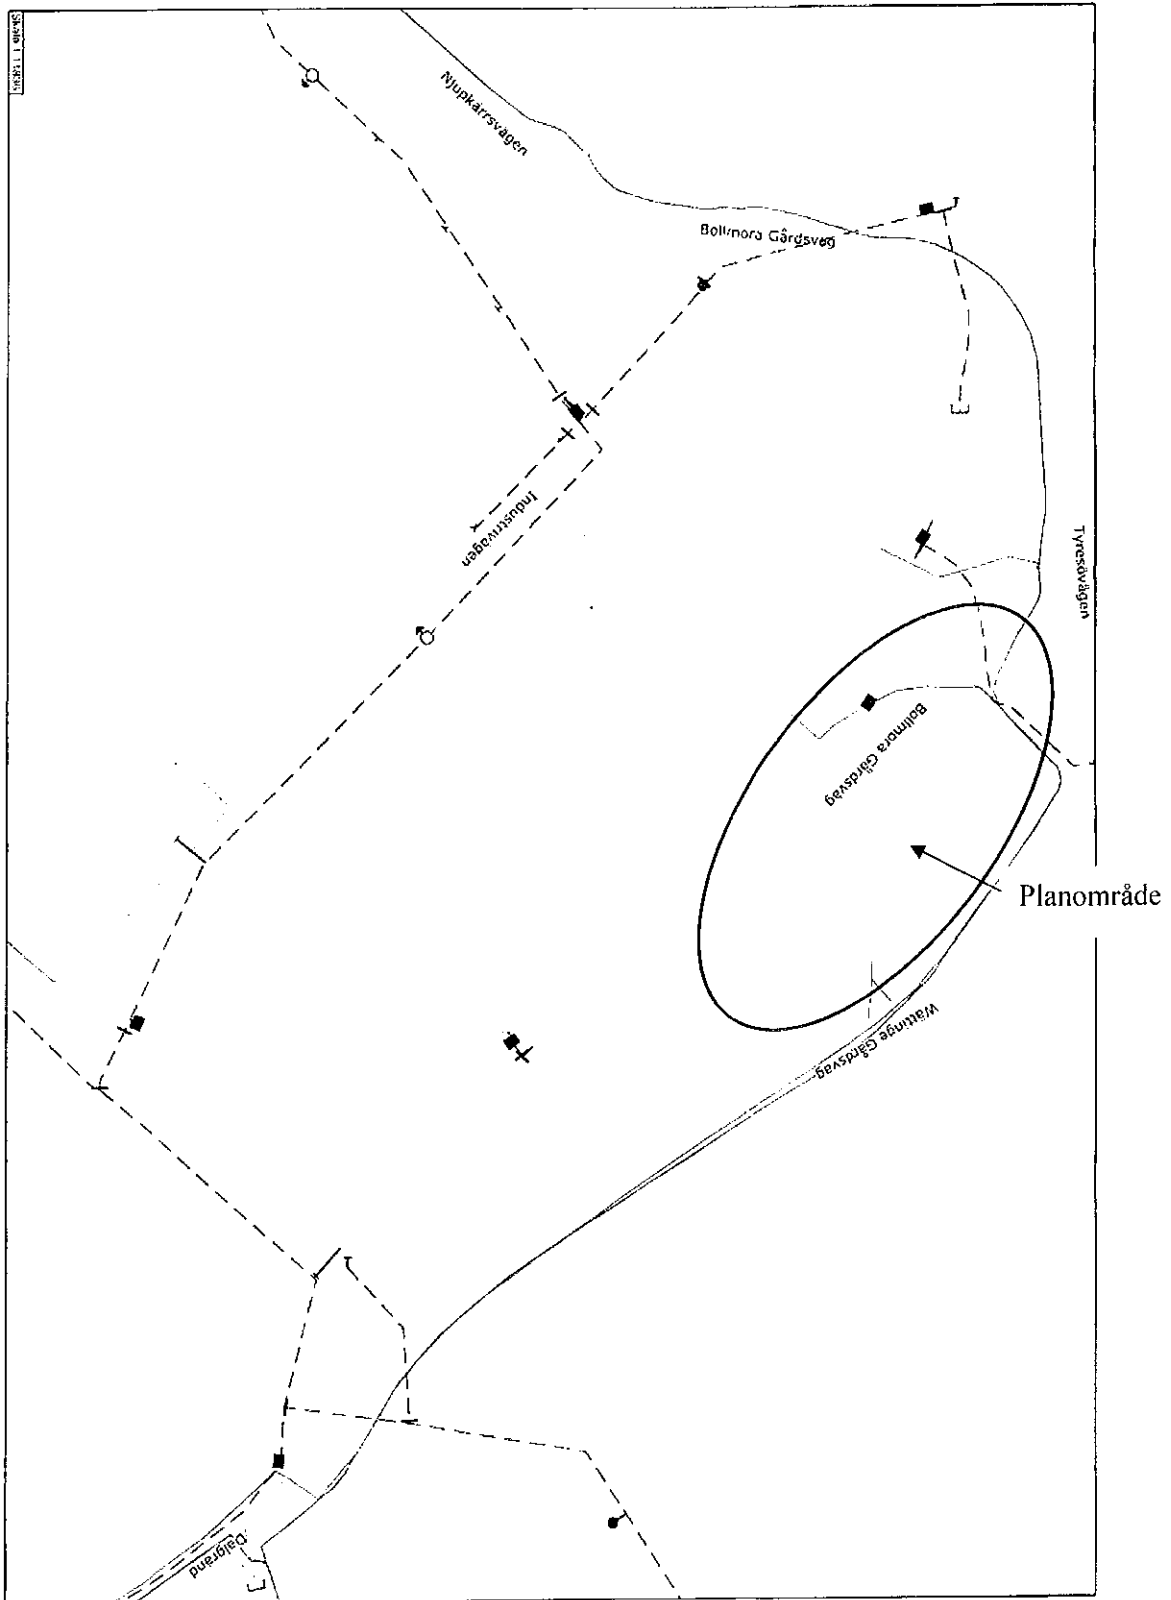 Njupkärrsvägen
Bollmora Gårdsväg
Industrivägen
Tyresövägen
Bollmora Gårdsväg
Planområde
Wättinge Gårdsväg
Dalgränd